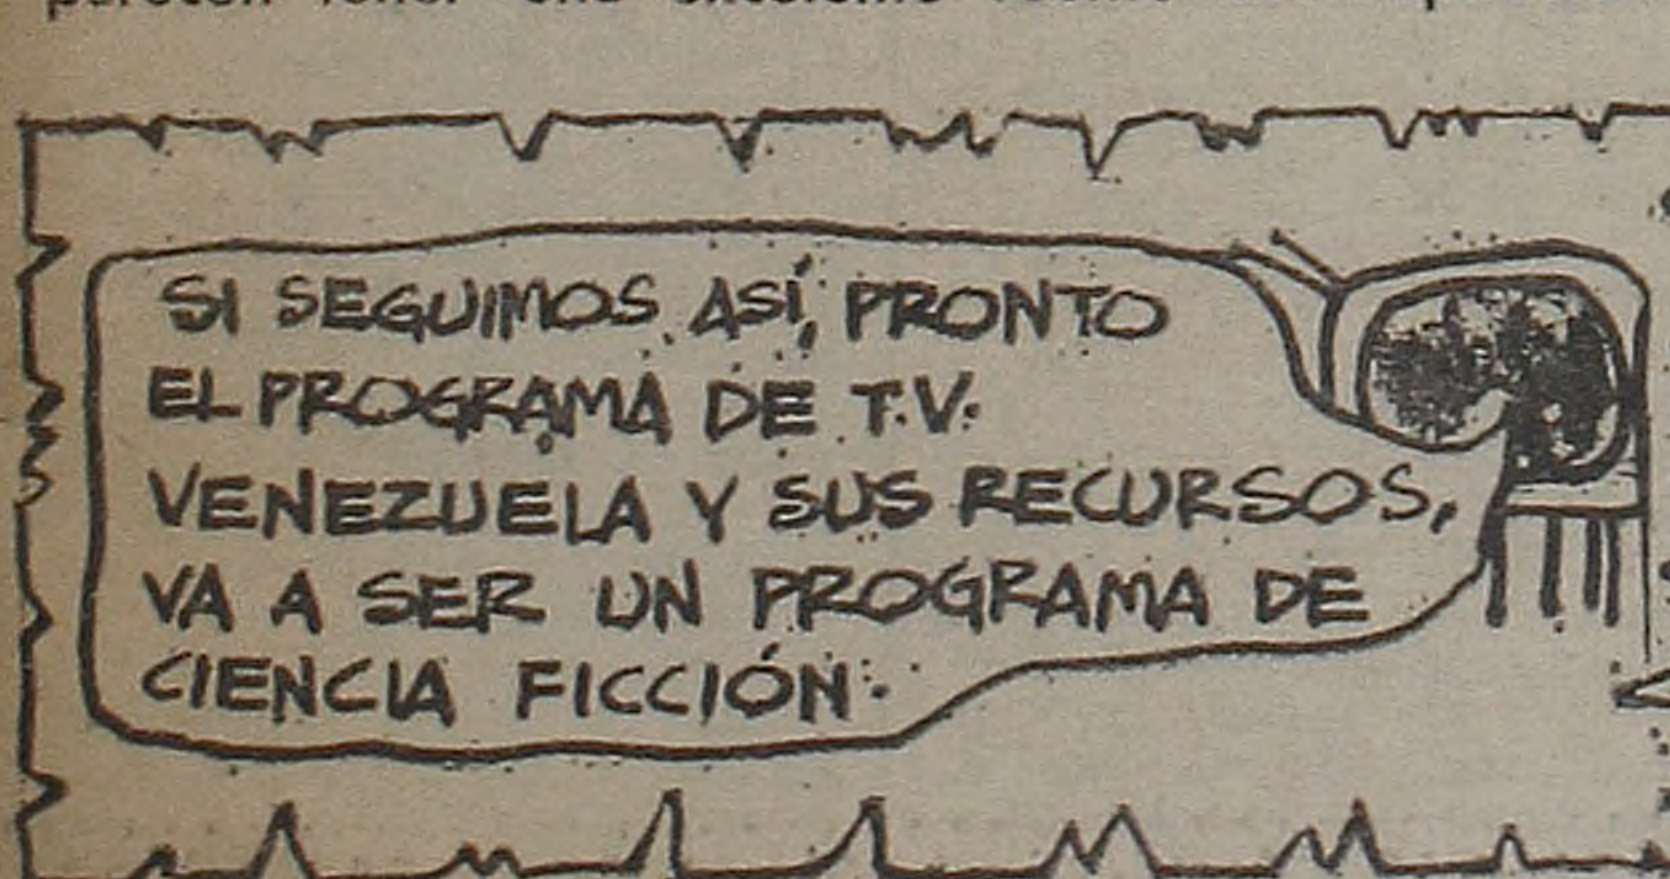 SI SEGUIMOS ASÍ, PRONTO
EL PROGRAMA DE T.V.
VENEZUELA Y SUS RECURSOS,
VA A SER UN PROGRAMA DE
CIENCIA FICCIÓN.